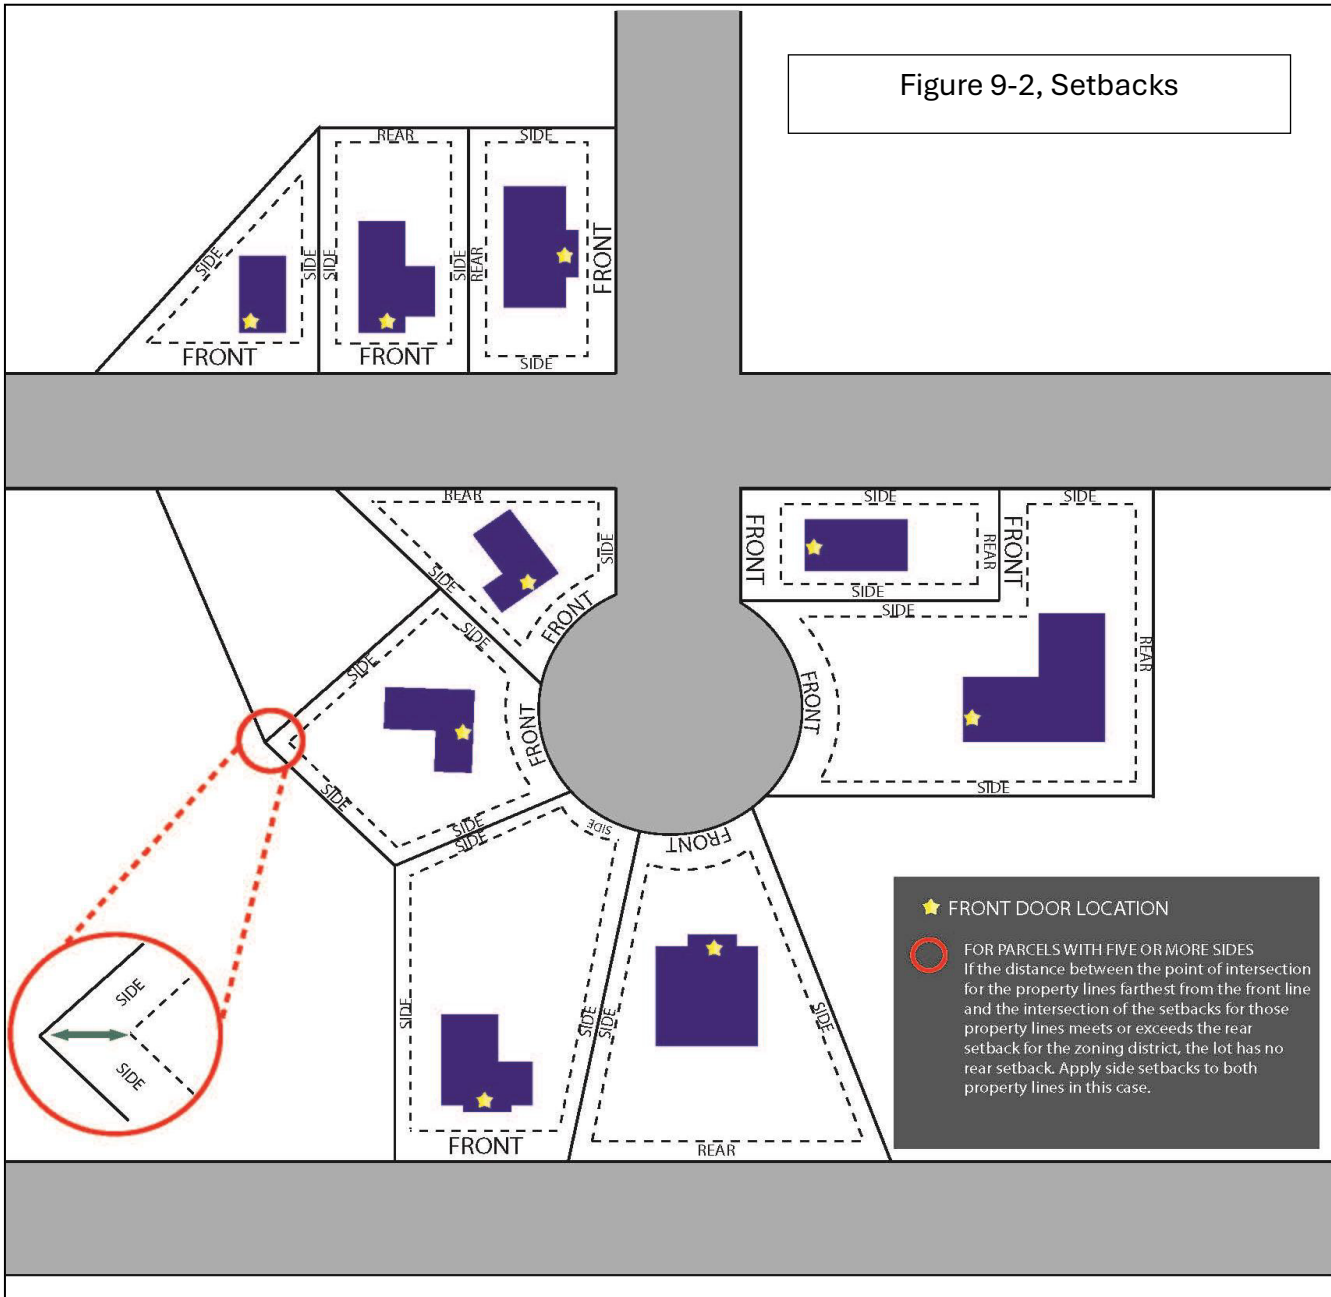 Figure 9-2, Setbacks
REAR
SIDE
SIDE
SIDE
SIDE
SIDE
REAR
FRONT
FRONT
FRONT
SIDE
REAR
SIDE
SIDE
FRONT
FRONT
SIDE
REAR
SIDE
FRONT
SIDE
SIDE
REAR
FRONT
SIDE
SIDE
SIDE
FRONT
SIDE
SIDE
SIDE
SIDE
SIDE
SIDE
SIDE
FRONT
FRONT
SIDE
SIDE
REAR
SIDE
SIDE
FRONT DOOR LOCATION
FOR PARCELS WITH FIVE OR MORE SIDES
If the distance between the point of intersection
for the property lines farthest from the front line
and the intersection of the setbacks for those
property lines meets or exceeds the rear
setback for the zoning district, the lot has no
rear setback. Apply side setbacks to both
property lines in this case.